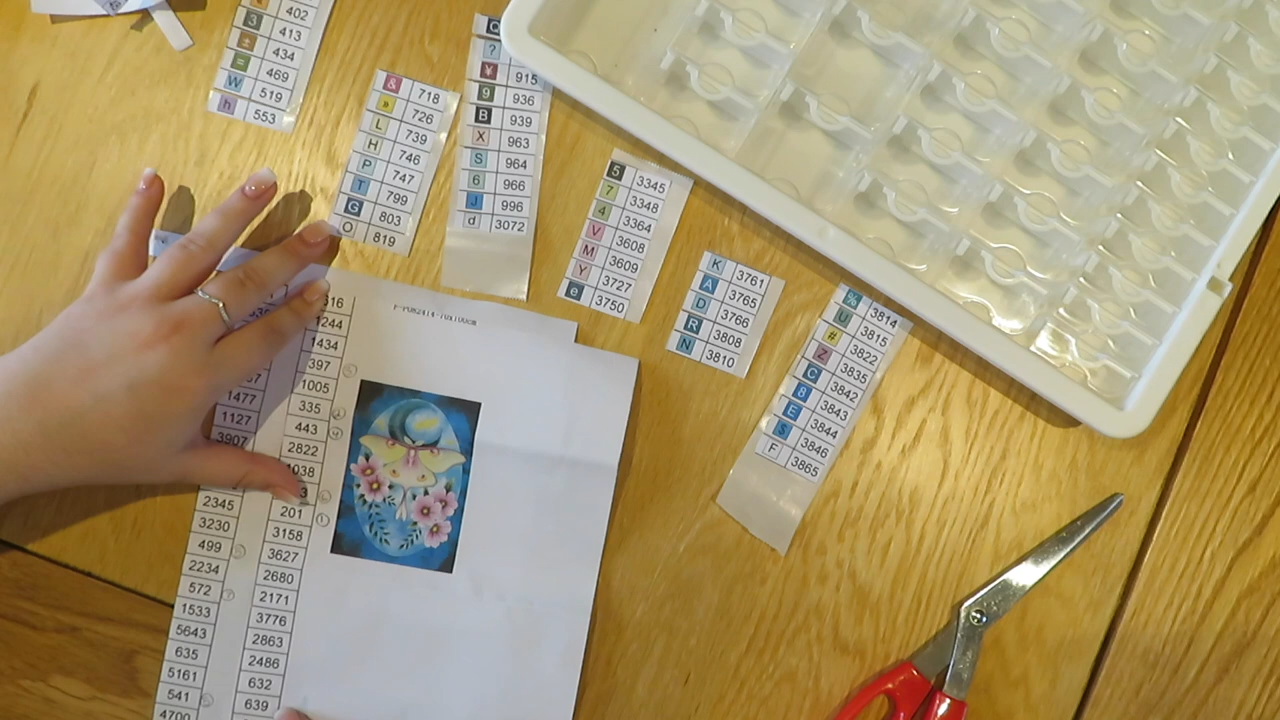 402
3 413
± 434
= 469
W 519
h 553
& 718
» 726
L 739
H 746
P 747
T 799
G 803
O 819
Q
?
¥ 915
9 936
B 939
X 963
S 964
6 966
J 996
d 3072
5 3345
7 3348
4 3364
V 3608
M 3609
Y 3727
e 3750
K 3761
A 3765
D 3766
R 3808
N 3810
% 3814
U 3815
# 3822
Z 3835
C 3842
8 3843
E 3844
$ 3846
F 3865
1477
1127
3907
2345
3230
499
2234
572
1533
5643
635
5161
541
4700
316
1244
1434
397
1005
335
443
2822
1038
201
3158
3627
2680
2171
3776
2863
2486
632
639